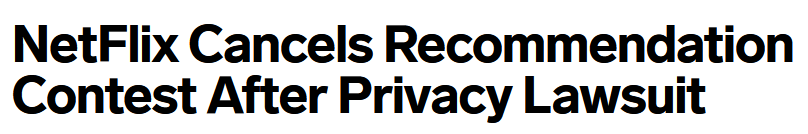 NetFlix Cancels Recommendation
Contest After Privacy Lawsuit